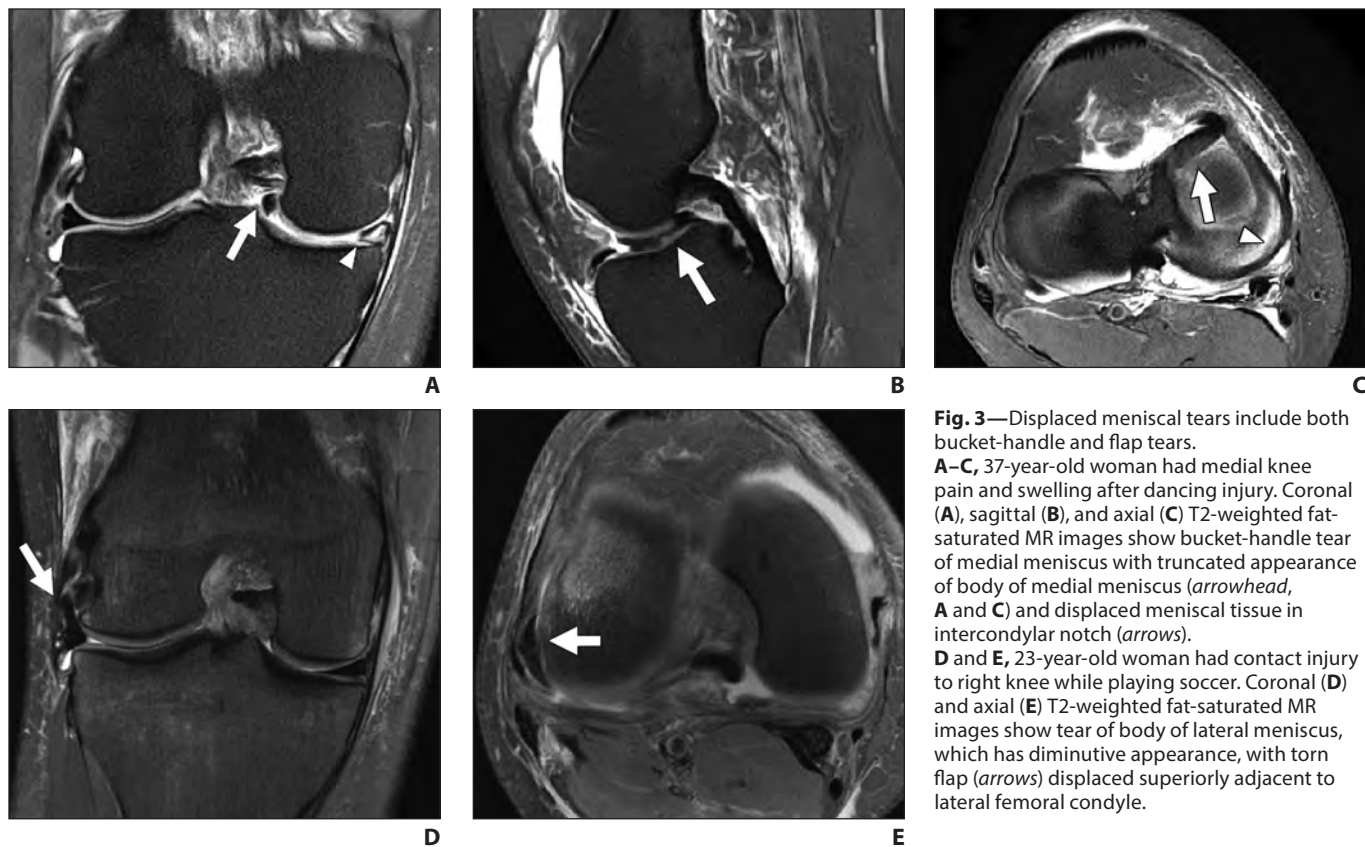 A
B
C
D
E
Fig. 3—Displaced meniscal tears include both
bucket-handle and flap tears.
A–C, 37-year-old woman had medial knee
pain and swelling after dancing injury. Coronal
(A), sagittal (B), and axial (C) T2-weighted fat-
saturated MR images show bucket-handle tear
of medial meniscus with truncated appearance
of body of medial meniscus (arrowhead,
A and C) and displaced meniscal tissue in
intercondylar notch (arrows).
D and E, 23-year-old woman had contact injury
to right knee while playing soccer. Coronal (D)
and axial (E) T2-weighted fat-saturated MR
images show tear of body of lateral meniscus,
which has diminutive appearance, with torn
flap (arrows) displaced superiorly adjacent to
lateral femoral condyle.